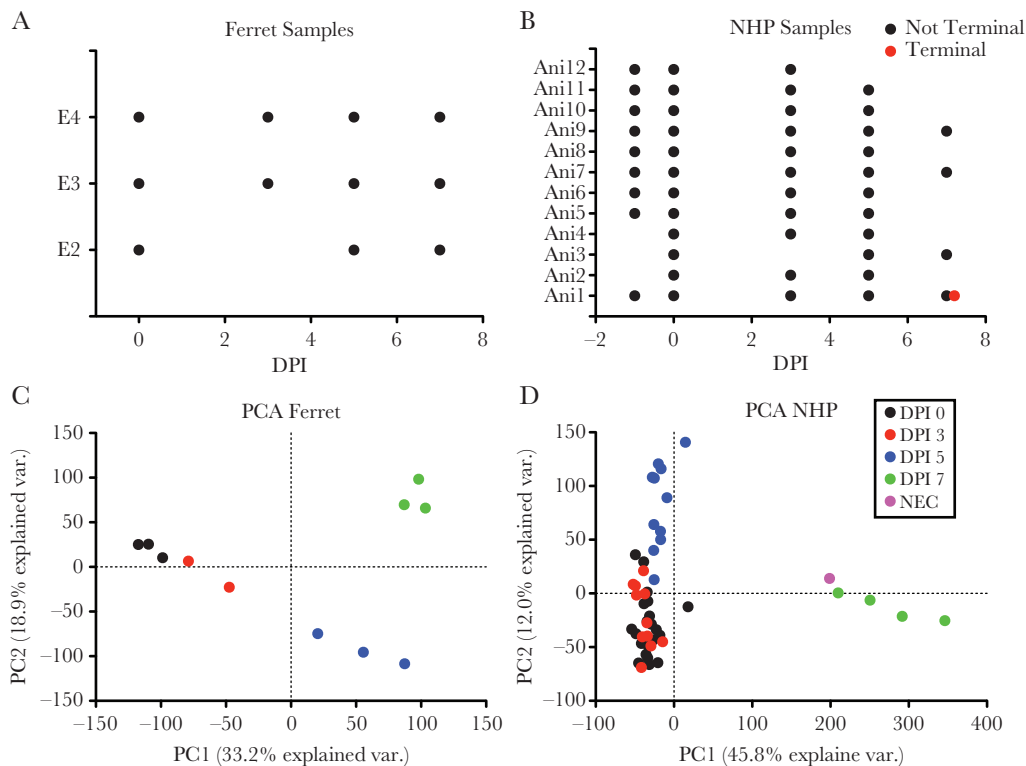 A
Ferret Samples
E4
E3
E2
0
2
4
6
8
DPI
B
NHP Samples
Not Terminal
Terminal
Ani12
Ani11
Ani10
Ani9
Ani8
Ani7
Ani6
Ani5
Ani4
Ani3
Ani2
Ani1
−2
0
2
4
6
8
DPI
C
PCA Ferret
PC2 (18.9% explained var.)
150
100
50
0
−50
−100
−150
−150
−100
−50
0
50
100
150
PC1 (33.2% explained var.)
D
PCA NHP
DPI 0
DPI 3
DPI 5
DPI 7
NEC
PC2 (12.0% explained var.)
150
100
50
0
−50
−100
−100
0
100
200
300
400
PC1 (45.8% explaine var.)